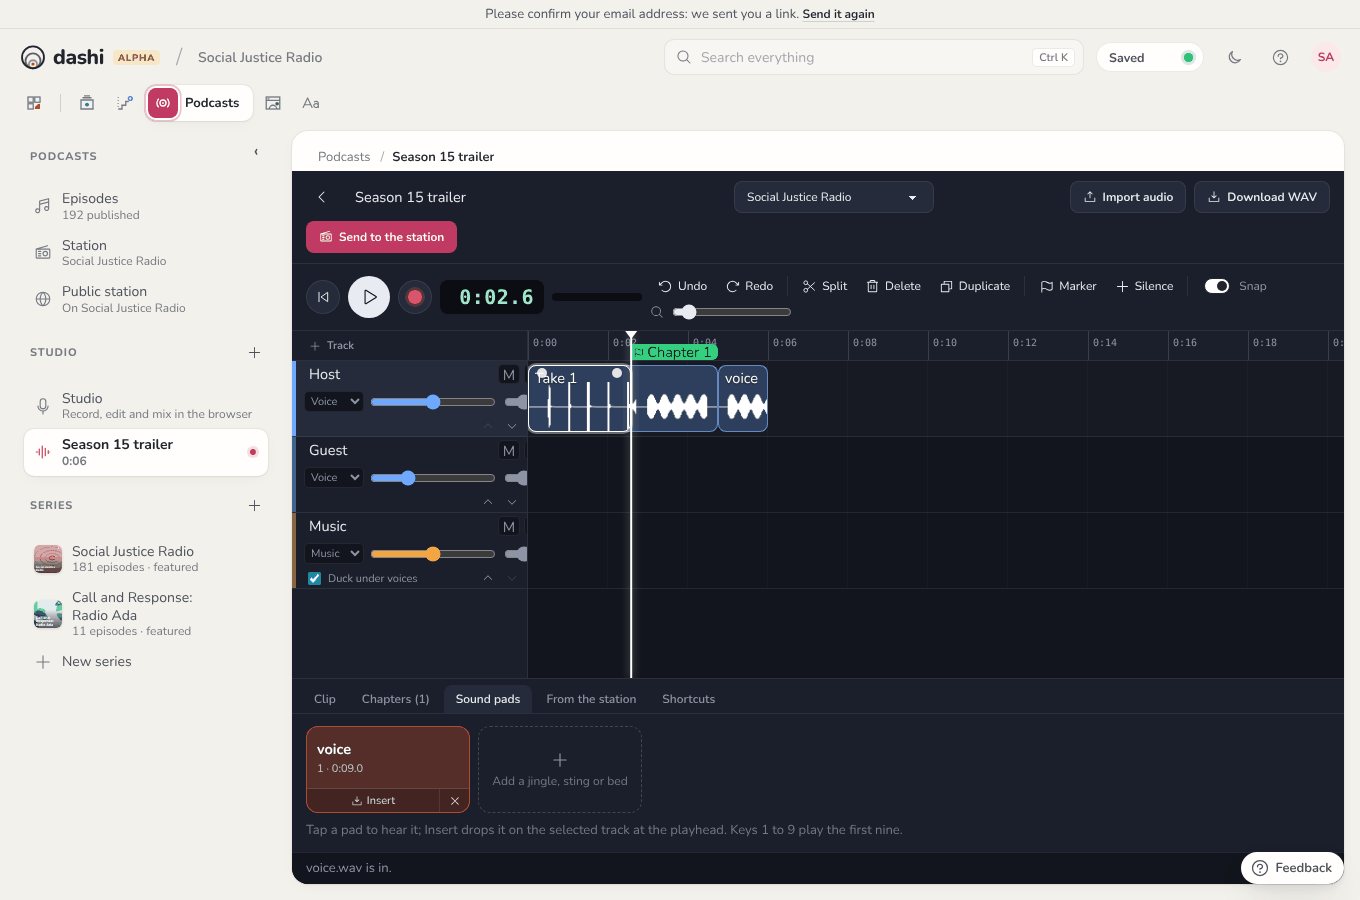 Please confirm your email address: we sent you a link. Send it again
dashi ALPHA / Social Justice Radio
Search everything Ctrl K
Saved
SA
Podcasts
Aa
PODCASTS
Episodes
192 published
Station
Social Justice Radio
Public station
On Social Justice Radio
STUDIO
Studio
Record, edit and mix in the browser
Season 15 trailer
0:06
SERIES
Social Justice Radio
181 episodes · featured
Call and Response:
Radio Ada
11 episodes · featured
New series
Podcasts / Season 15 trailer
Season 15 trailer
Social Justice Radio
Import audio
Download WAV
Send to the station
0:02.6
Undo Redo Split Delete Duplicate Marker Silence Snap
Track
0:00 0:02 0:04 0:06 0:08 0:10 0:12 0:14 0:16 0:18
Chapter 1
Host M
Voice
Take 1
voice
Guest M
Voice
Music M
Music
Duck under voices
Clip Chapters (1) Sound pads From the station Shortcuts
voice
1 · 0:09.0
Insert
Add a jingle, sting or bed
Tap a pad to hear it; Insert drops it on the selected track at the playhead. Keys 1 to 9 play the first nine.
voice.wav is in.
Feedback